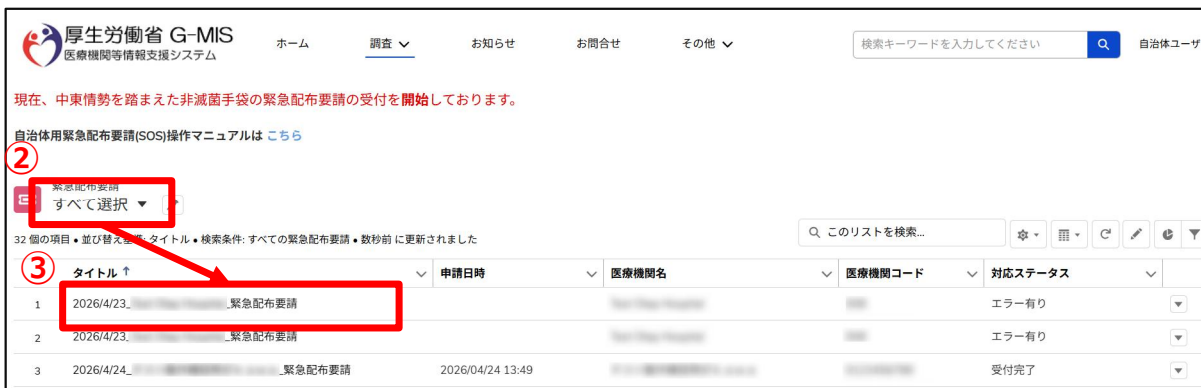 厚生労働省 G-MIS
医療機関等情報支援システム
ホーム 調査 お知らせ お問合せ その他 検索キーワードを入力してください 自治体ユーザ
現在、中東情勢を踏まえた非滅菌手袋の緊急配布要請の受付を開始しております。
自治体用緊急配布要請(SOS)操作マニュアルは こちら
②
緊急配布要請
すべて選択
32 個の項目 • 並び替え基準: タイトル • 検索条件: すべての緊急配布要請 • 数秒前 に更新されました
このリストを検索...
③
タイトル ↑ 申請日時 医療機関名 医療機関コード 対応ステータス
1 2026/4/23_ _緊急配布要請 エラー有り
2 2026/4/23_ _緊急配布要請 エラー有り
3 2026/4/24_ _緊急配布要請 2026/04/24 13:49 受付完了